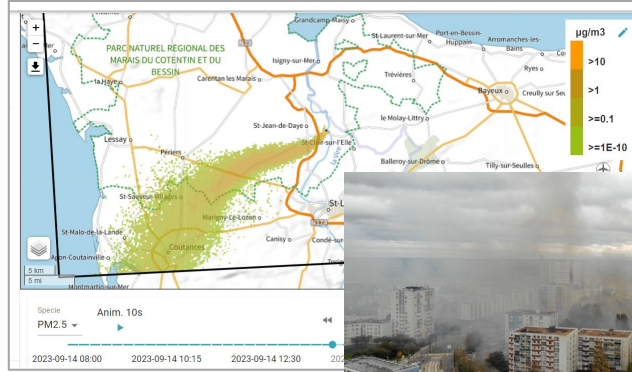 Grandcamp-Maisy
St-Laurent-sur-Mer
Port-en-Bessin-
Huppain
Arromanches-les-
Bains
µg/m3
+
−
PARC NATUREL RÉGIONAL DES
MARAIS DU COTENTIN ET DU
BESSIN
Isigny-sur-Mer
>10
Ryes
la Haye
Carentan les Marais
Trévières
Bayeux
Creully sur Seu
>1
le Molay-Littry
St-Jean-de-Daye
>=0.1
Lessay
St-Clair-sur-l'Elle
Périers
la Vire
Balleroy-sur-Drôme
Tilly-sur-Seulles
>=1E-10
St-Sauveur-Villages
Marigny-Le-Lozon
St-L
St-Malo-de-la-Lande
Canisy
Condé-sur
Coutances
Agon-Coutainville
5 km
5 mi
Montmartin-sur-Mer
Specie
Anim. 10s
PM2.5
2023-09-14 08:00
2023-09-14 10:15
2023-09-14 12:30